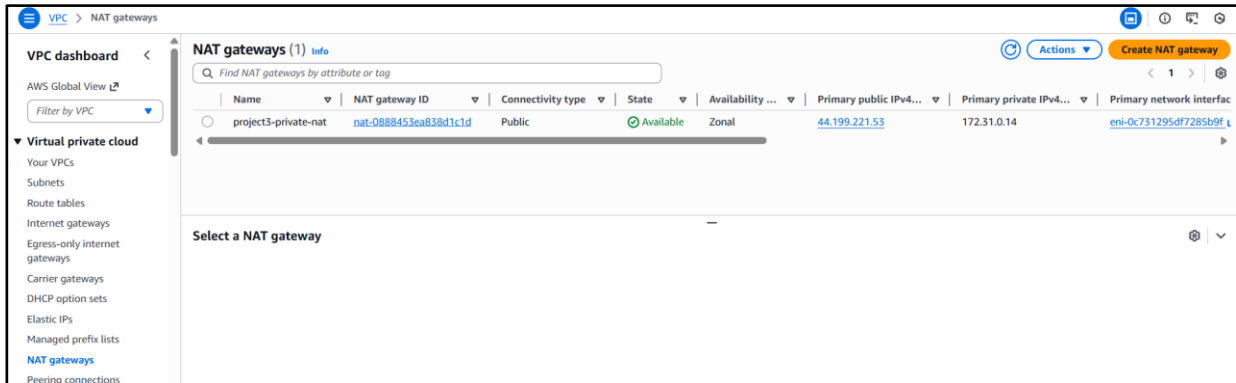 VPC > NAT gateways
VPC dashboard
AWS Global View
Filter by VPC
Virtual private cloud
Your VPCs
Subnets
Route tables
Internet gateways
Egress-only internet
gateways
Carrier gateways
DHCP option sets
Elastic IPs
Managed prefix lists
NAT gateways
Peering connections
NAT gateways (1) Info
Actions
Create NAT gateway
Find NAT gateways by attribute or tag
1
Name NAT gateway ID Connectivity type State Availability ... Primary public IPv4... Primary private IPv4... Primary network interfac
project3-private-nat nat-0888453ea838d1c1d Public Available Zonal 44.199.221.53 172.31.0.14 eni-0c731295df7285b9f
Select a NAT gateway